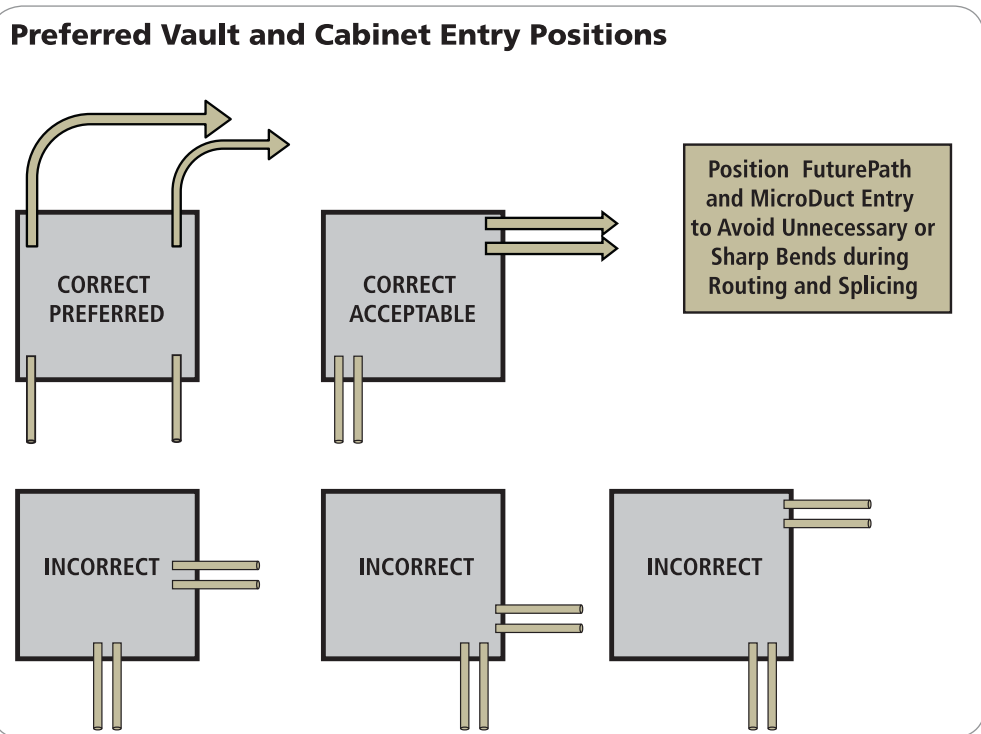 Preferred Vault and Cabinet Entry Positions
Position FuturePath
and MicroDuct Entry
to Avoid Unnecessary or
Sharp Bends during
Routing and Splicing
CORRECT
PREFERRED
CORRECT
ACCEPTABLE
INCORRECT
INCORRECT
INCORRECT